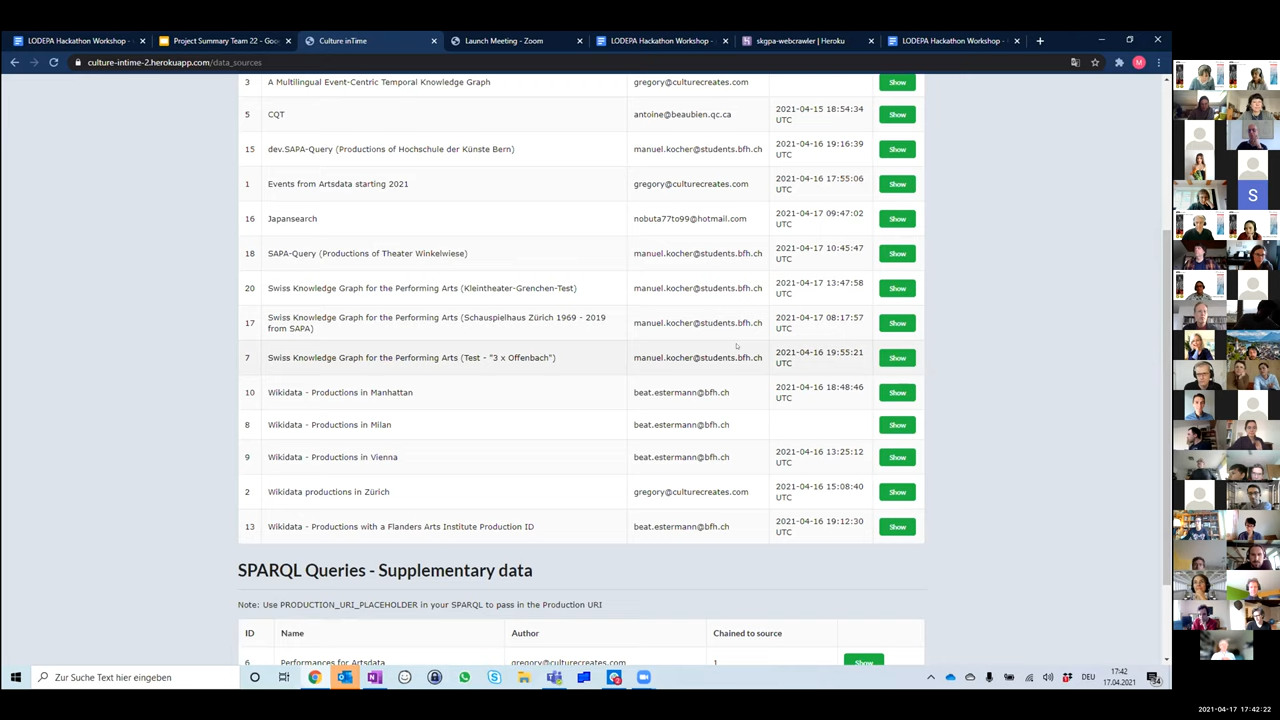 LODEPA Hackathon Workshop -
Project Summary Team 22 - Goo
Culture inTime
Launch Meeting - Zoom
LODEPA Hackathon Workshop -
skgpa-webcrawler | Heroku
LODEPA Hackathon Workshop -
culture-intime-2.herokuapp.com/data_sources
M
3 A Multilingual Event-Centric Temporal Knowledge Graph gregory@culturecreates.com Show
5 CQT antoine@beaubien.qc.ca 2021-04-15 18:54:34 UTC Show
15 dev.SAPA-Query (Productions of Hochschule der Künste Bern) manuel.kocher@students.bfh.ch 2021-04-16 19:16:39 UTC Show
1 Events from Artsdata starting 2021 gregory@culturecreates.com 2021-04-16 17:55:06 UTC Show
16 Japansearch nobuta77to99@hotmail.com 2021-04-17 09:47:02 UTC Show
18 SAPA-Query (Productions of Theater Winkelwiese) manuel.kocher@students.bfh.ch 2021-04-17 10:45:47 UTC Show
20 Swiss Knowledge Graph for the Performing Arts (Kleintheater-Grenchen-Test) manuel.kocher@students.bfh.ch 2021-04-17 13:47:58 UTC Show
17 Swiss Knowledge Graph for the Performing Arts (Schauspielhaus Zürich 1969 - 2019 from SAPA) manuel.kocher@students.bfh.ch 2021-04-17 08:17:57 UTC Show
7 Swiss Knowledge Graph for the Performing Arts (Test - "3 x Offenbach") manuel.kocher@students.bfh.ch 2021-04-16 19:55:21 UTC Show
10 Wikidata - Productions in Manhattan beat.estermann@bfh.ch 2021-04-16 18:48:46 UTC Show
8 Wikidata - Productions in Milan beat.estermann@bfh.ch Show
9 Wikidata - Productions in Vienna beat.estermann@bfh.ch 2021-04-16 13:25:12 UTC Show
2 Wikidata productions in Zürich gregory@culturecreates.com 2021-04-16 15:08:40 UTC Show
13 Wikidata - Productions with a Flanders Arts Institute Production ID beat.estermann@bfh.ch 2021-04-16 19:12:30 UTC Show
SPARQL Queries - Supplementary data
Note: Use PRODUCTION_URI_PLACEHOLDER in your SPARQL to pass in the Production URI
ID Name Author Chained to source
6 Performances for Artsdata gregory@culturecreates.com 1 Show
S
Zur Suche Text hier eingeben
DEU
17:42
17.04.2021
2021-04-17 17:42:22